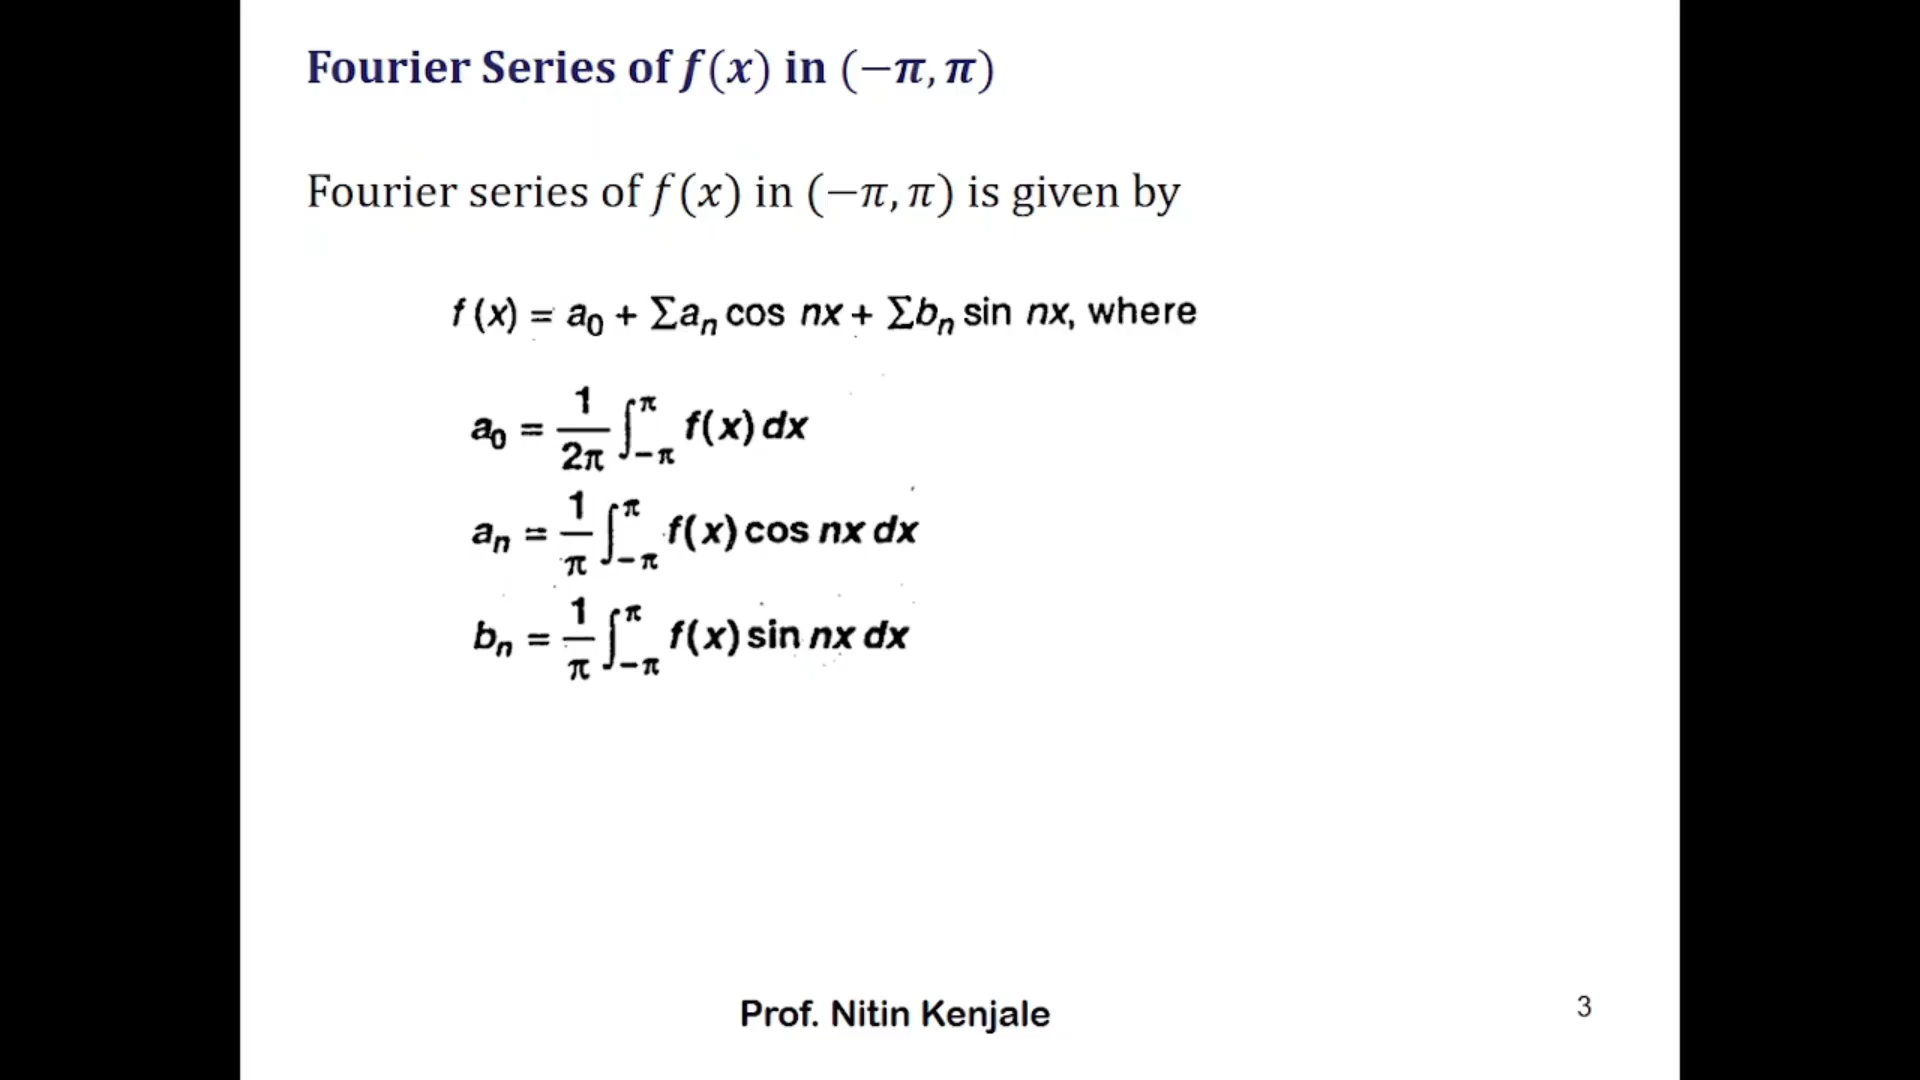 Fourier Series of f(x) in (−π, π)
Fourier series of f(x) in (−π, π) is given by
f (x) = a₀ + Σaₙ cos nx + Σbₙ sin nx, where
a₀ = 1/2π ∫_{−π}^{π} f(x) dx
aₙ = 1/π ∫_{−π}^{π} f(x) cos nx dx
bₙ = 1/π ∫_{−π}^{π} f(x) sin nx dx
Prof. Nitin Kenjale
3